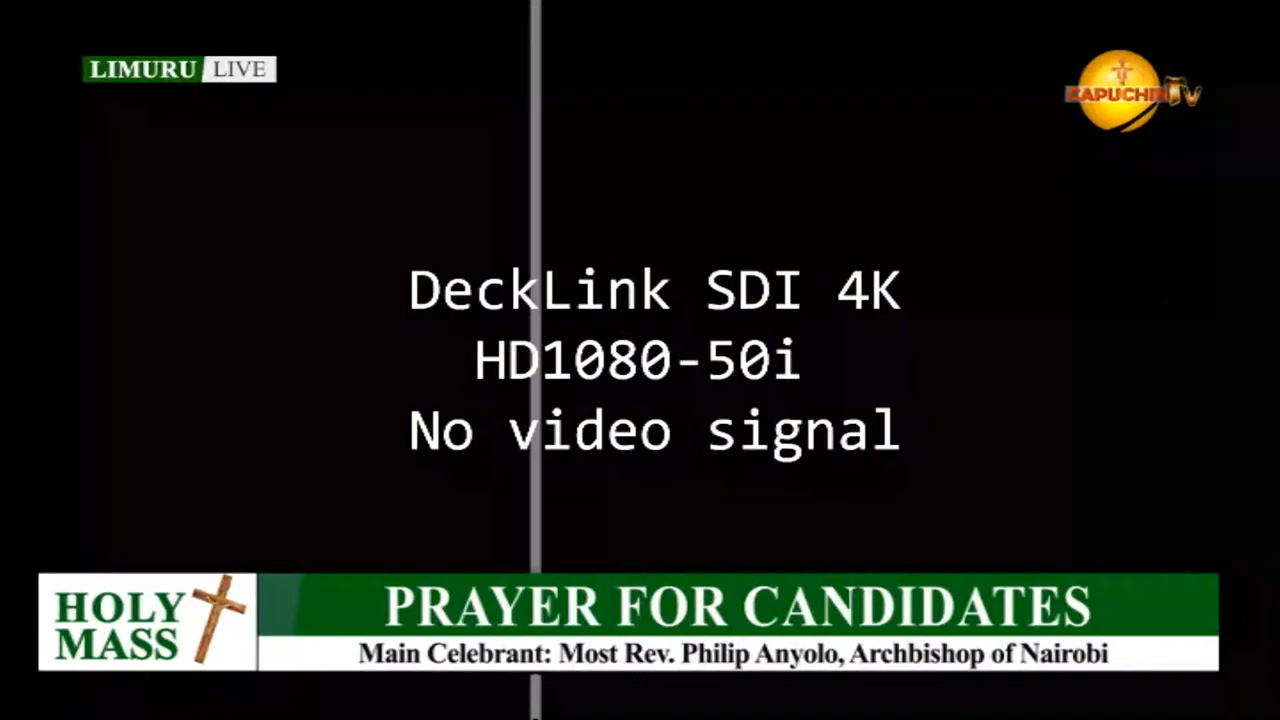 LIMURU LIVE
KAPUCHIN TV
DeckLink SDI 4K
HD1080-50i
No video signal
HOLY MASS
PRAYER FOR CANDIDATES
Main Celebrant: Most Rev. Philip Anyolo, Archbishop of Nairobi